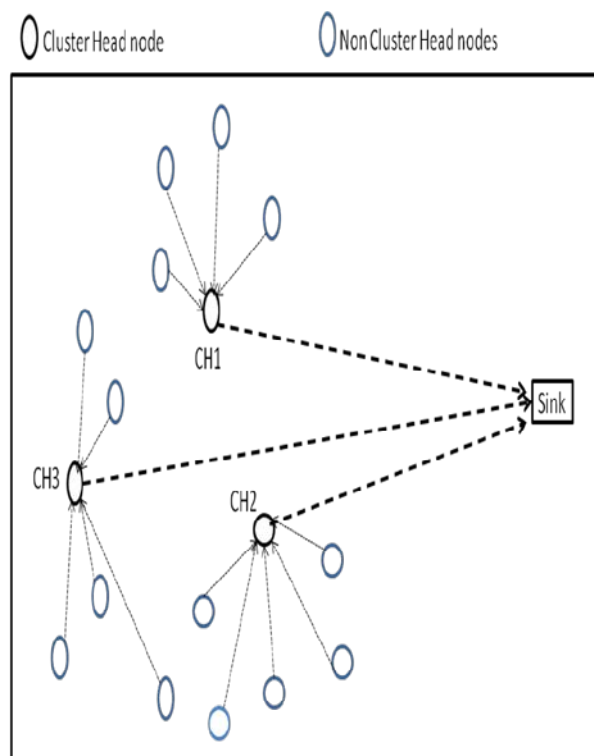 Cluster Head node
Non Cluster Head nodes
CH1
Sink
CH3
CH2